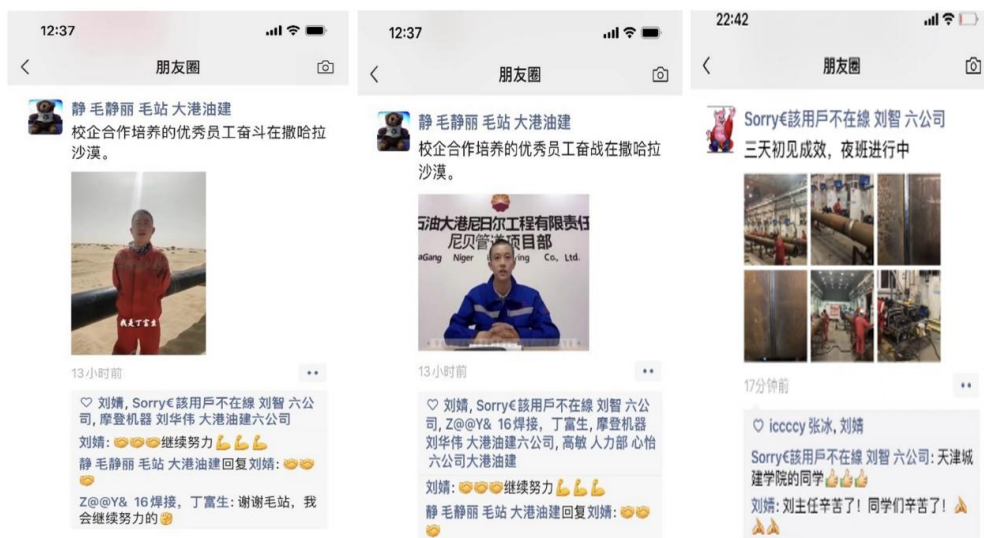 12:37
朋友圈
静 毛静丽 毛站 大港油建
校企合作培养的优秀员工奋斗在撒哈拉
沙漠。
我是丁富生
13小时前
刘婧, Sorry€該用戶不在線 刘智 六公
司, 摩登机器 刘华伟 大港油建六公司
刘婧: 🤝🤝🤝继续努力💪💪💪
静 毛静丽 毛站 大港油建回复刘婧: 🤝🤝
🤝
Z@@Y& 16焊接，丁富生: 谢谢毛站，我
会继续努力的✊
12:37
朋友圈
静 毛静丽 毛站 大港油建
校企合作培养的优秀员工奋战在撒哈拉
沙漠。
石油大港尼日尔工程有限责任
尼贝管道项目部
aGang Niger ying Co., Ltd.
13小时前
刘婧, Sorry€該用戶不在線 刘智 六公
司, Z@@Y& 16焊接，丁富生, 摩登机器
刘华伟 大港油建六公司, 高敏 人力部 心怡
六公司大港油建
刘婧: 🤝🤝🤝继续努力💪💪💪
静 毛静丽 毛站 大港油建回复刘婧: 🤝🤝
🤝
22:42
朋友圈
Sorry€該用戶不在線 刘智 六公司
三天初见成效，夜班进行中
17分钟前
iccccy 张冰, 刘婧
Sorry€該用戶不在線 刘智 六公司: 天津城
建学院的同学👍👍👍
刘婧: 刘主任辛苦了！同学们辛苦了！🙏
🙏🙏